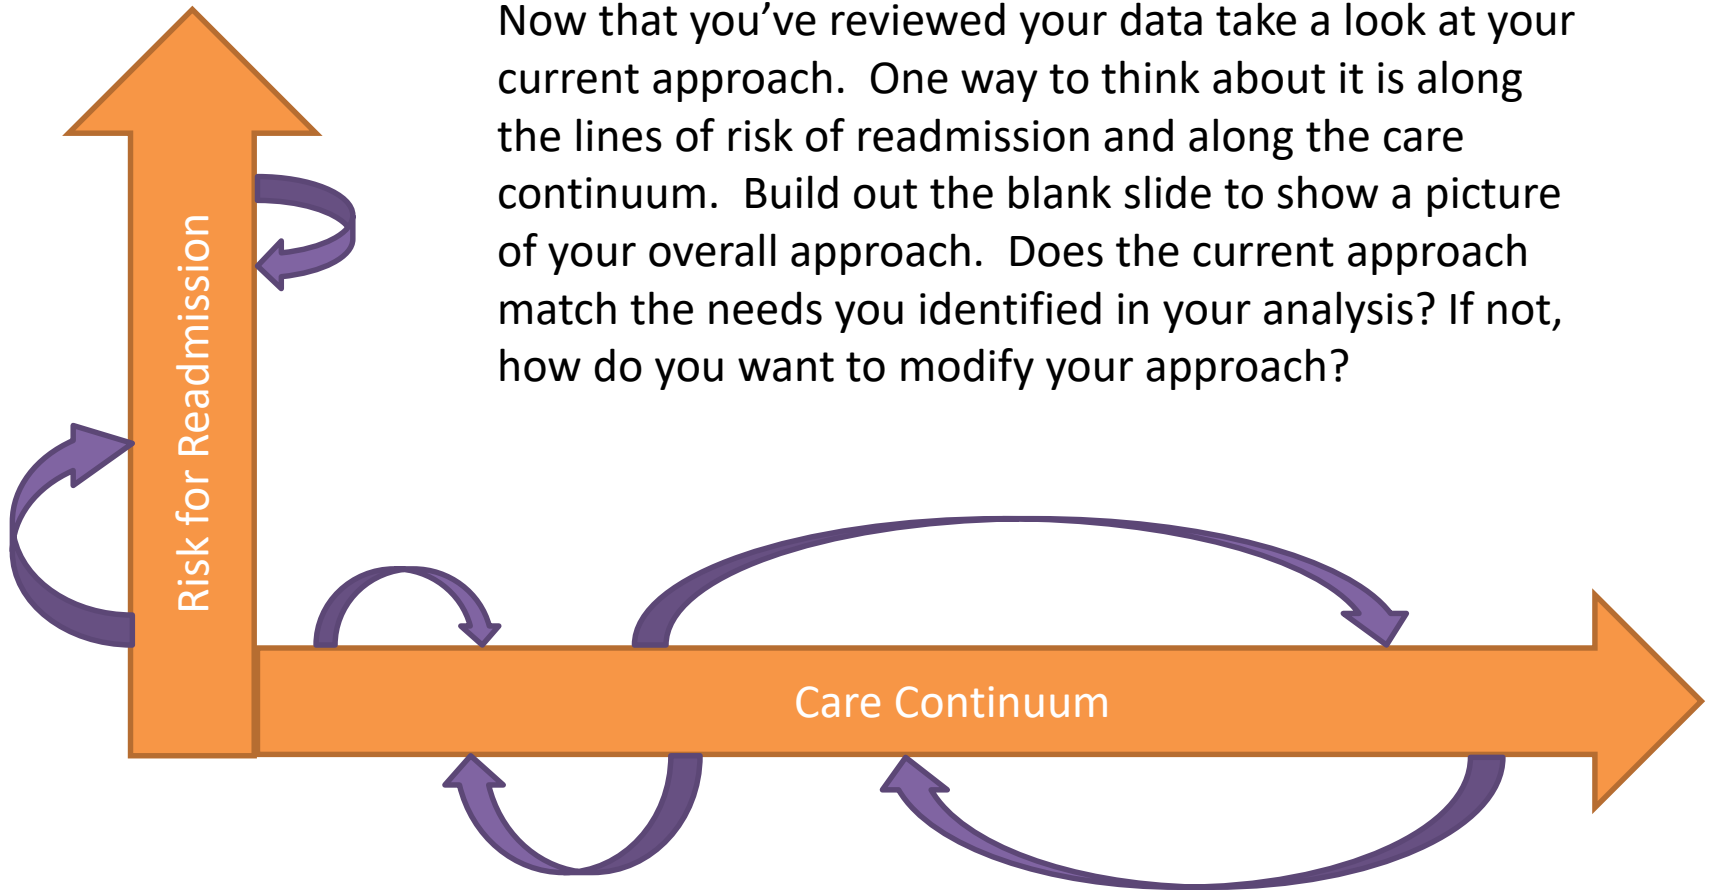 Now that you’ve reviewed your data take a look at your
current approach.  One way to think about it is along
the lines of risk of readmission and along the care
continuum.  Build out the blank slide to show a picture
of your overall approach.  Does the current approach
match the needs you identified in your analysis? If not,
how do you want to modify your approach?
Risk for Readmission
Care Continuum